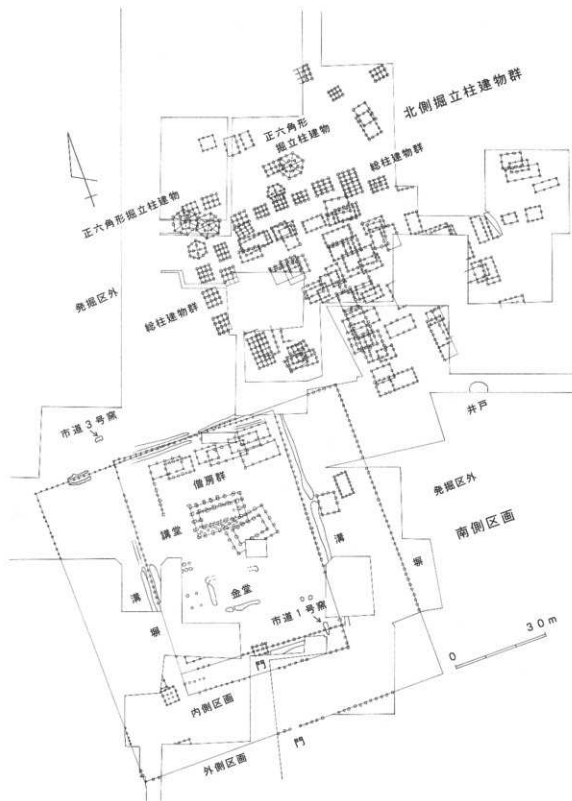 北側掘立柱建物群
正六角形
掘立柱建物
総柱建物群
正六角形掘立柱建物
発掘区外
総柱建物群
市道3号窯
井戸
僧房群
発掘区外
講堂
南側区画
溝
塀
溝
塀
金堂
市道1号窯
0 30m
門
内側区画
外側区画
門